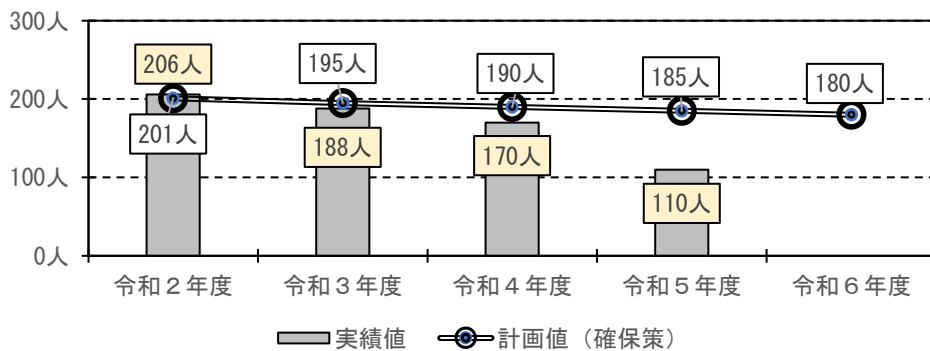 300人
206人
195人
190人
185人
180人
200人
201人
188人
170人
110人
100人
0人
令和２年度
令和３年度
令和４年度
令和５年度
令和６年度
実績値
計画値（確保策）